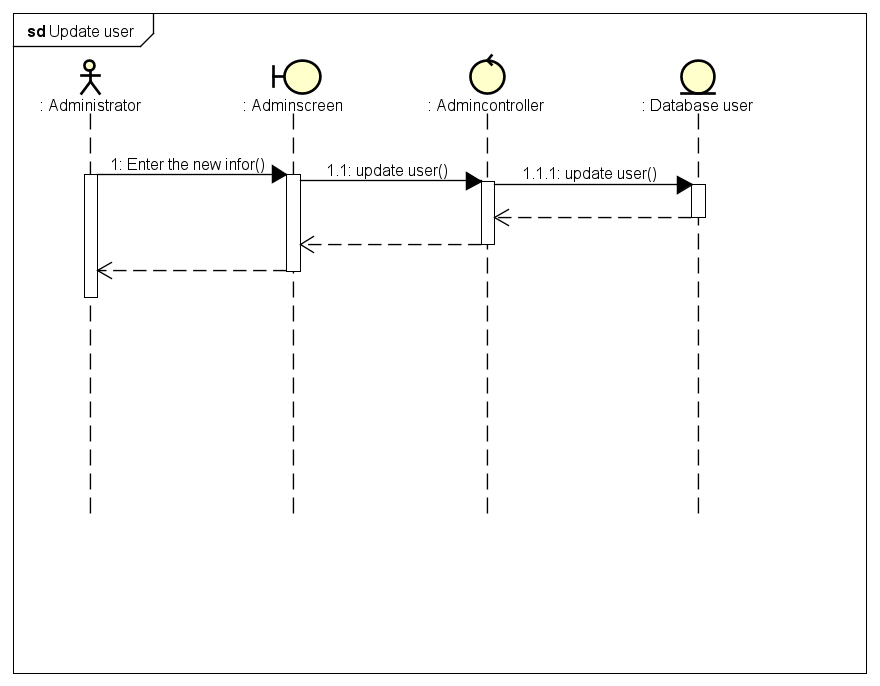 sd Update user
: Administrator
: Adminscreen
: Admincontroller
: Database user
1: Enter the new infor()
1.1: update user()
1.1.1: update user()